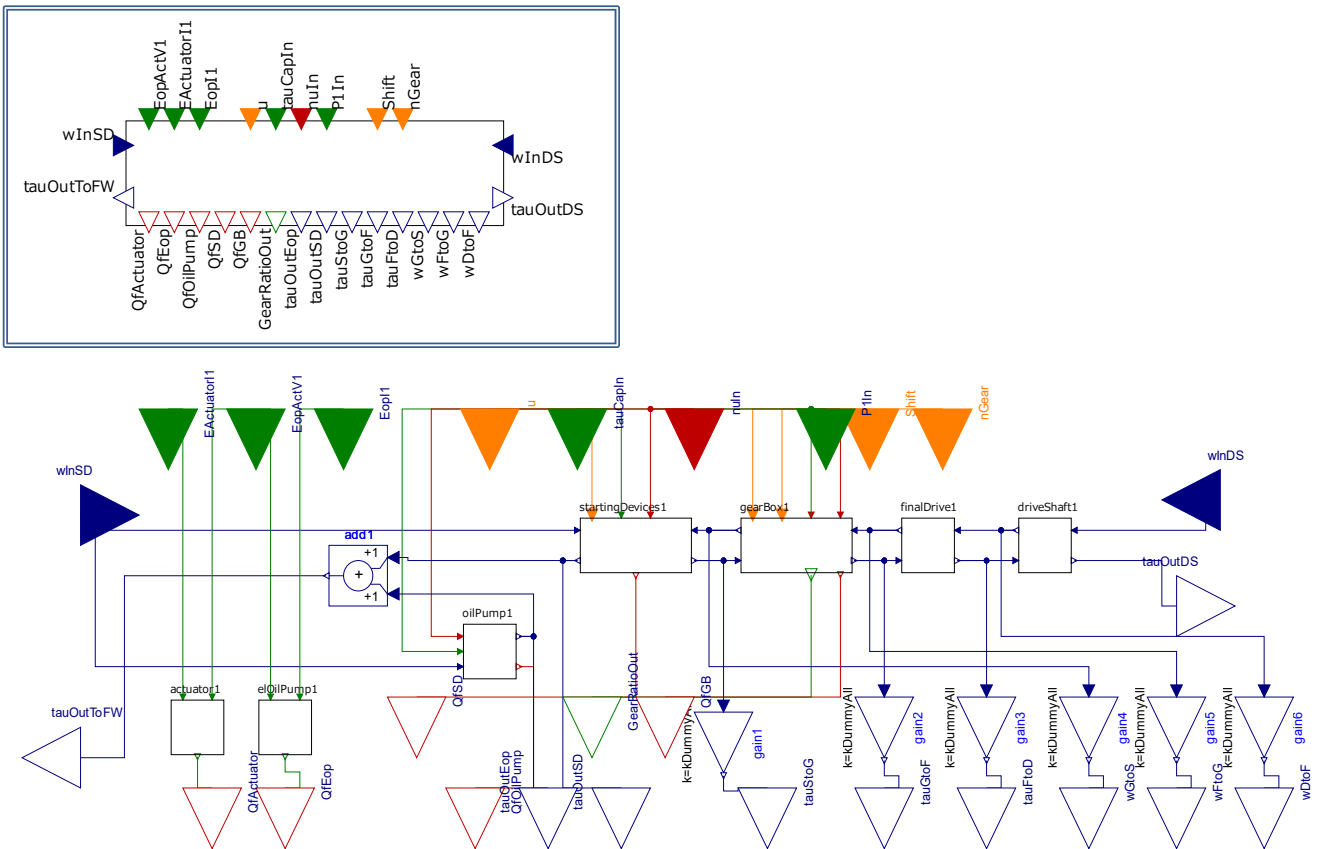 EopActV1
EActuatorI1
EopI1
u
tauCapIn
nuIn
P1In
Shift
nGear
wInSD
wInDS
tauOutToFW
tauOutDS
QfActuator
QfEop
QfOilPump
QfSD
QfGB
GearRatioOut
tauOutEop
tauOutSD
tauStoG
tauGtoF
tauFtoD
wGtoS
wFtoG
wDtoF
EActuatorI1
EopActV1
EopI1
u
tauCapIn
nuIn
P1In
Shift
nGear
wInSD
wInDS
startingDevices1
gearBox1
finalDrive1
driveShaft1
add1
+1
+
+1
tauOutDS
oilPump1
actuator1
elOilPump1
QfSD
GearRatioOut
QfGB
tauOutToFW
k=kDummyAll
gain1
k=kDummyAll
gain2
k=kDummyAll
gain3
k=kDummyAll
gain4
k=kDummyAll
gain5
k=kDummyAll
gain6
QfActuator
QfEop
tauOutEop
QfOilPump
tauOutSD
tauStoG
tauGtoF
tauFtoD
wGtoS
wFtoG
wDtoF